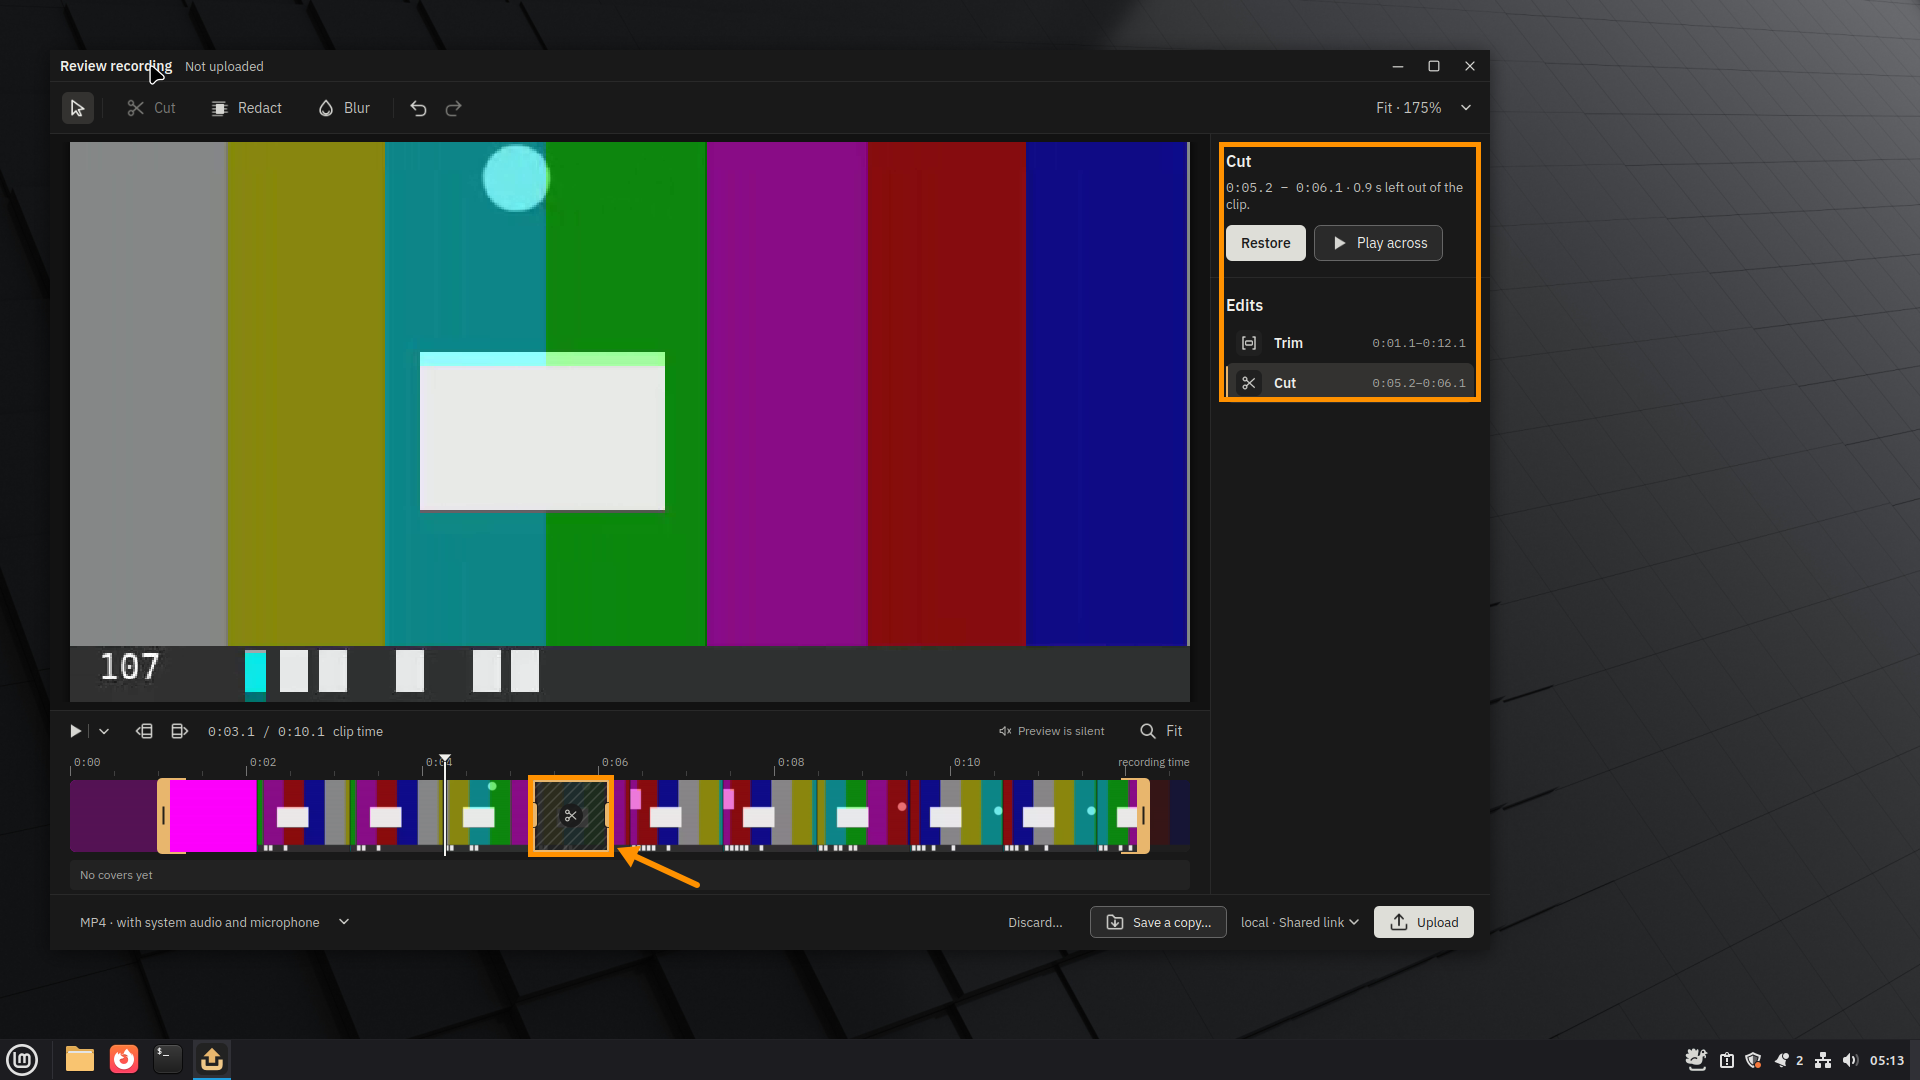 Review recording Not uploaded
Cut Redact Blur Fit · 175%
Cut
0:05.2 – 0:06.1 · 0.9 s left out of the
clip.
Restore Play across
Edits
Trim 0:01.1–0:12.1
Cut 0:05.2–0:06.1
107
0:03.1 / 0:10.1 clip time Preview is silent Fit
0:00 0:02 0:04 0:06 0:08 0:10 recording time
No covers yet
MP4 · with system audio and microphone Discard... Save a copy... local · Shared link Upload
$_
2 05:13